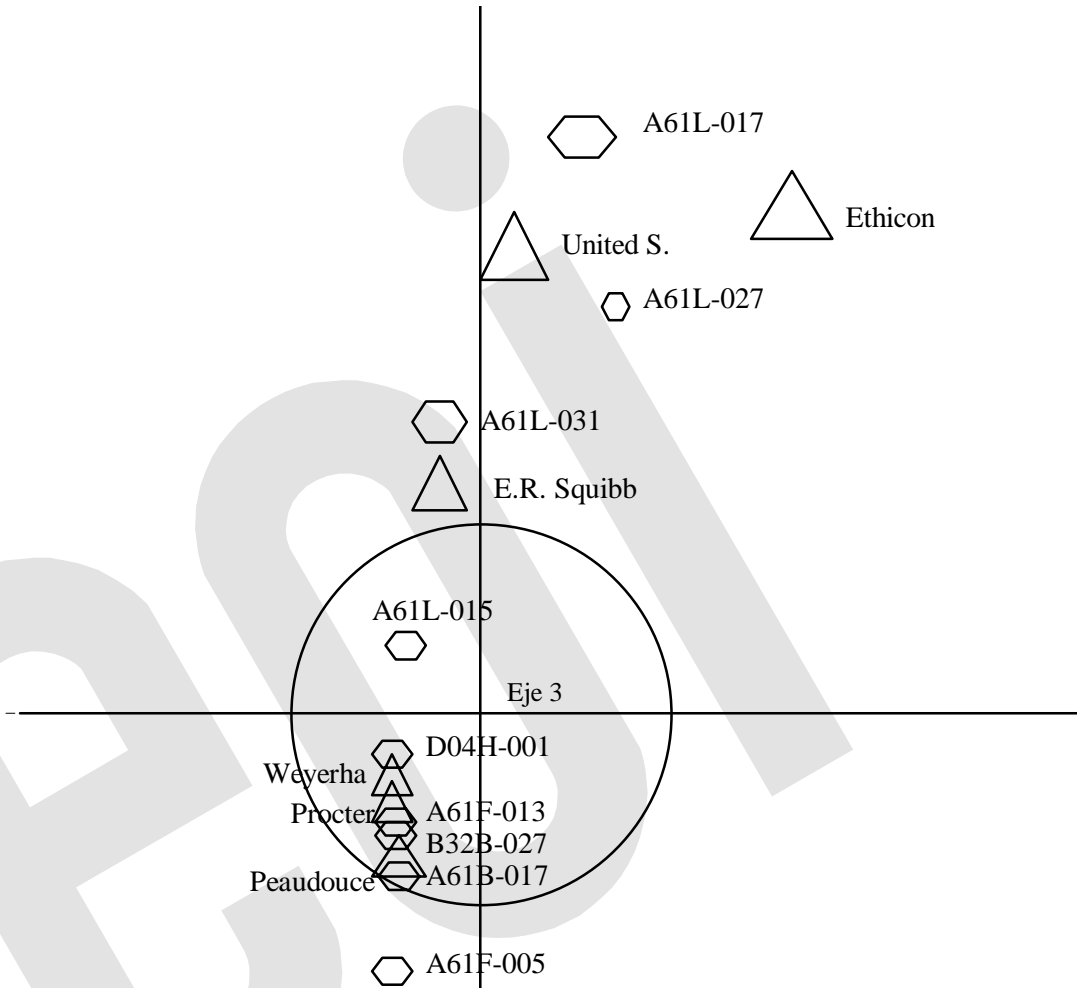 A61L-017
Ethicon
United S.
A61L-027
A61L-031
E.R. Squibb
A61L-015
Eje 3
D04H-001
Weyerha
Procter
A61F-013
B32B-027
A61B-017
Peaudouce
A61F-005